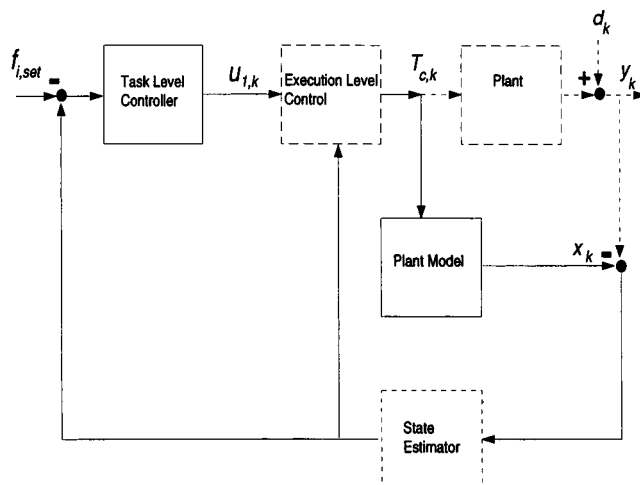 d_k
f_{i,set}
-
Task Level
Controller
u_{1,k}
Execution Level
Control
T_{c,k}
Plant
+
y_k
Plant Model
x_k
-
State
Estimator